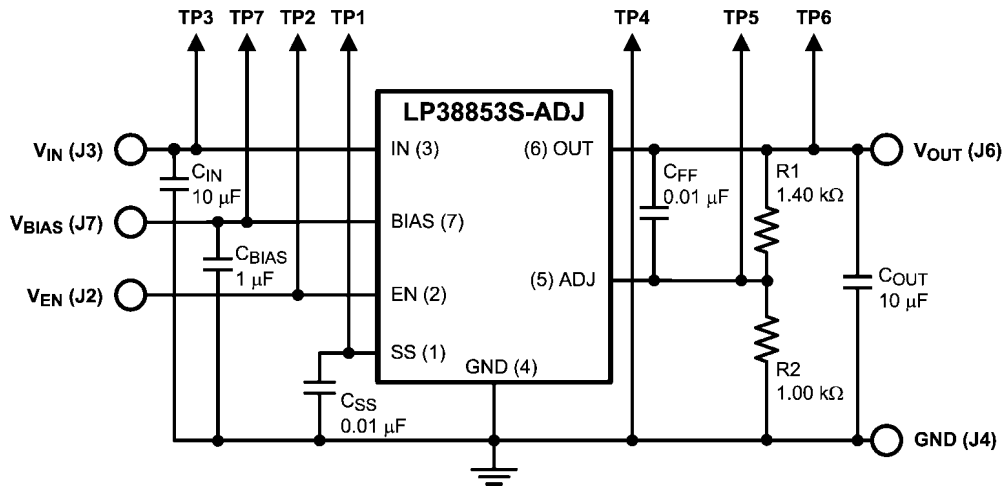 TP3 TP7 TP2 TP1 TP4 TP5 TP6
LP38853S-ADJ
VIN (J3)
IN (3)
(6) OUT
VOUT (J6)
CIN
10 μF
CFF
0.01 μF
R1
1.40 kΩ
VBIAS (J7)
BIAS (7)
CBIAS
1 μF
(5) ADJ
COUT
10 μF
VEN (J2)
EN (2)
SS (1)
GND (4)
R2
1.00 kΩ
CSS
0.01 μF
GND (J4)